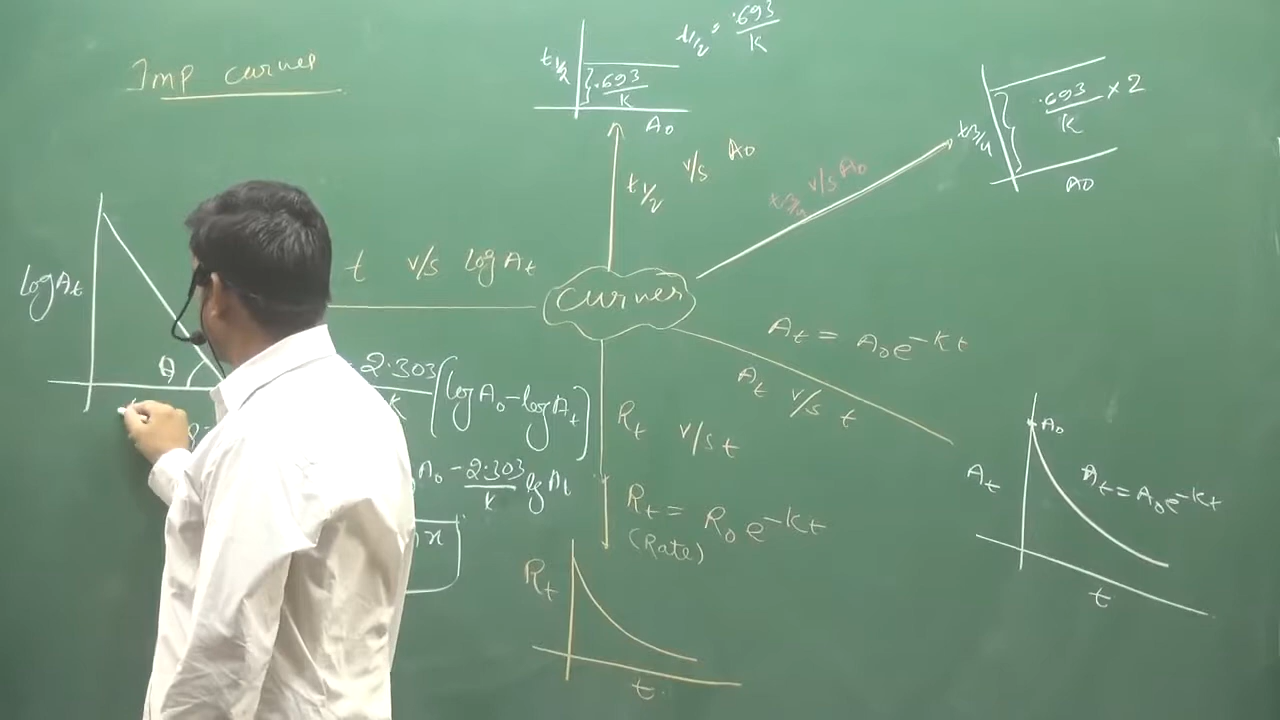 Imp curves
t½
.693
K
A0
t½ = .693
K
t¾
.693 × 2
K
A0
t½ v/s A0
t¾ v/s A0
log At
θ
t v/s log At
curves
2.303 (log A0 - log At)
K
A0 - 2.303 log At
K
x
At = A0e^-Kt
At v/s t
Rt v/s t
Rt = R0 e^-Kt
(Rate)
Rt
t
At
A0
At = A0e^-Kt
t